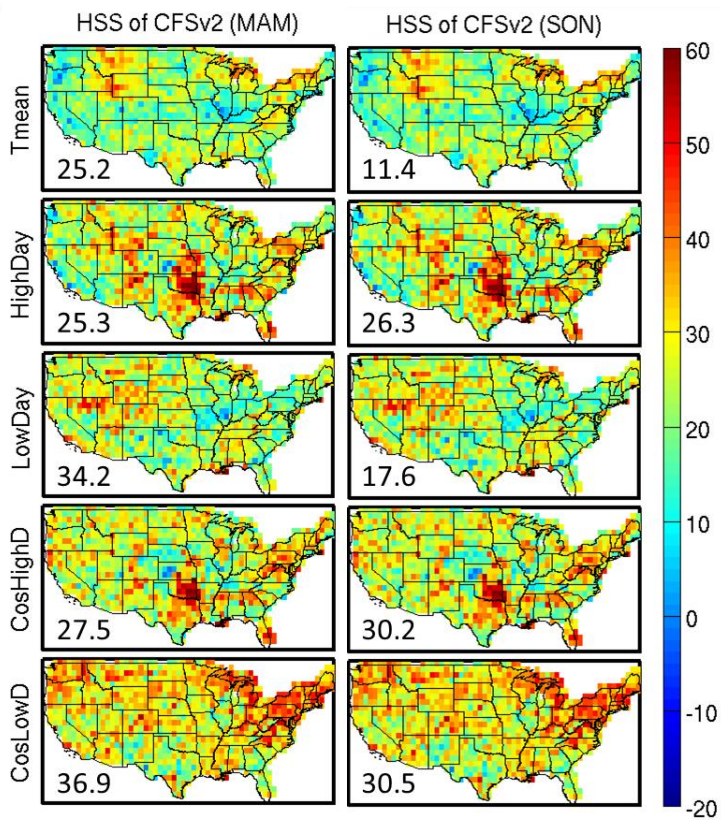 HSS of CFSv2 (MAM) HSS of CFSv2 (SON)
60
Tmean
25.2 11.4
50
HighDay
25.3 26.3
40
30
LowDay
34.2 17.6
20
10
CosHighD
27.5 30.2
0
-10
CosLowD
36.9 30.5
-20